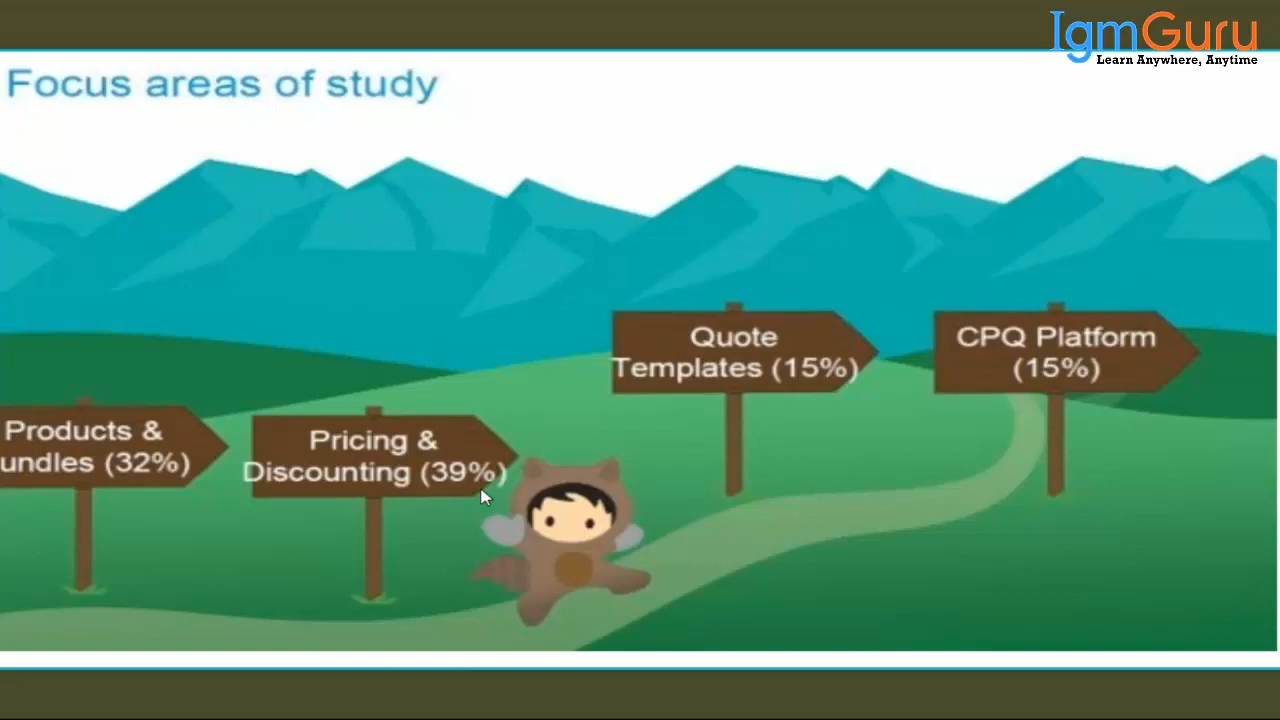 IgmGuru
Learn Anywhere, Anytime
Focus areas of study
Products &
undles (32%)
Pricing &
Discounting (39%)
Quote
Templates (15%)
CPQ Platform
(15%)